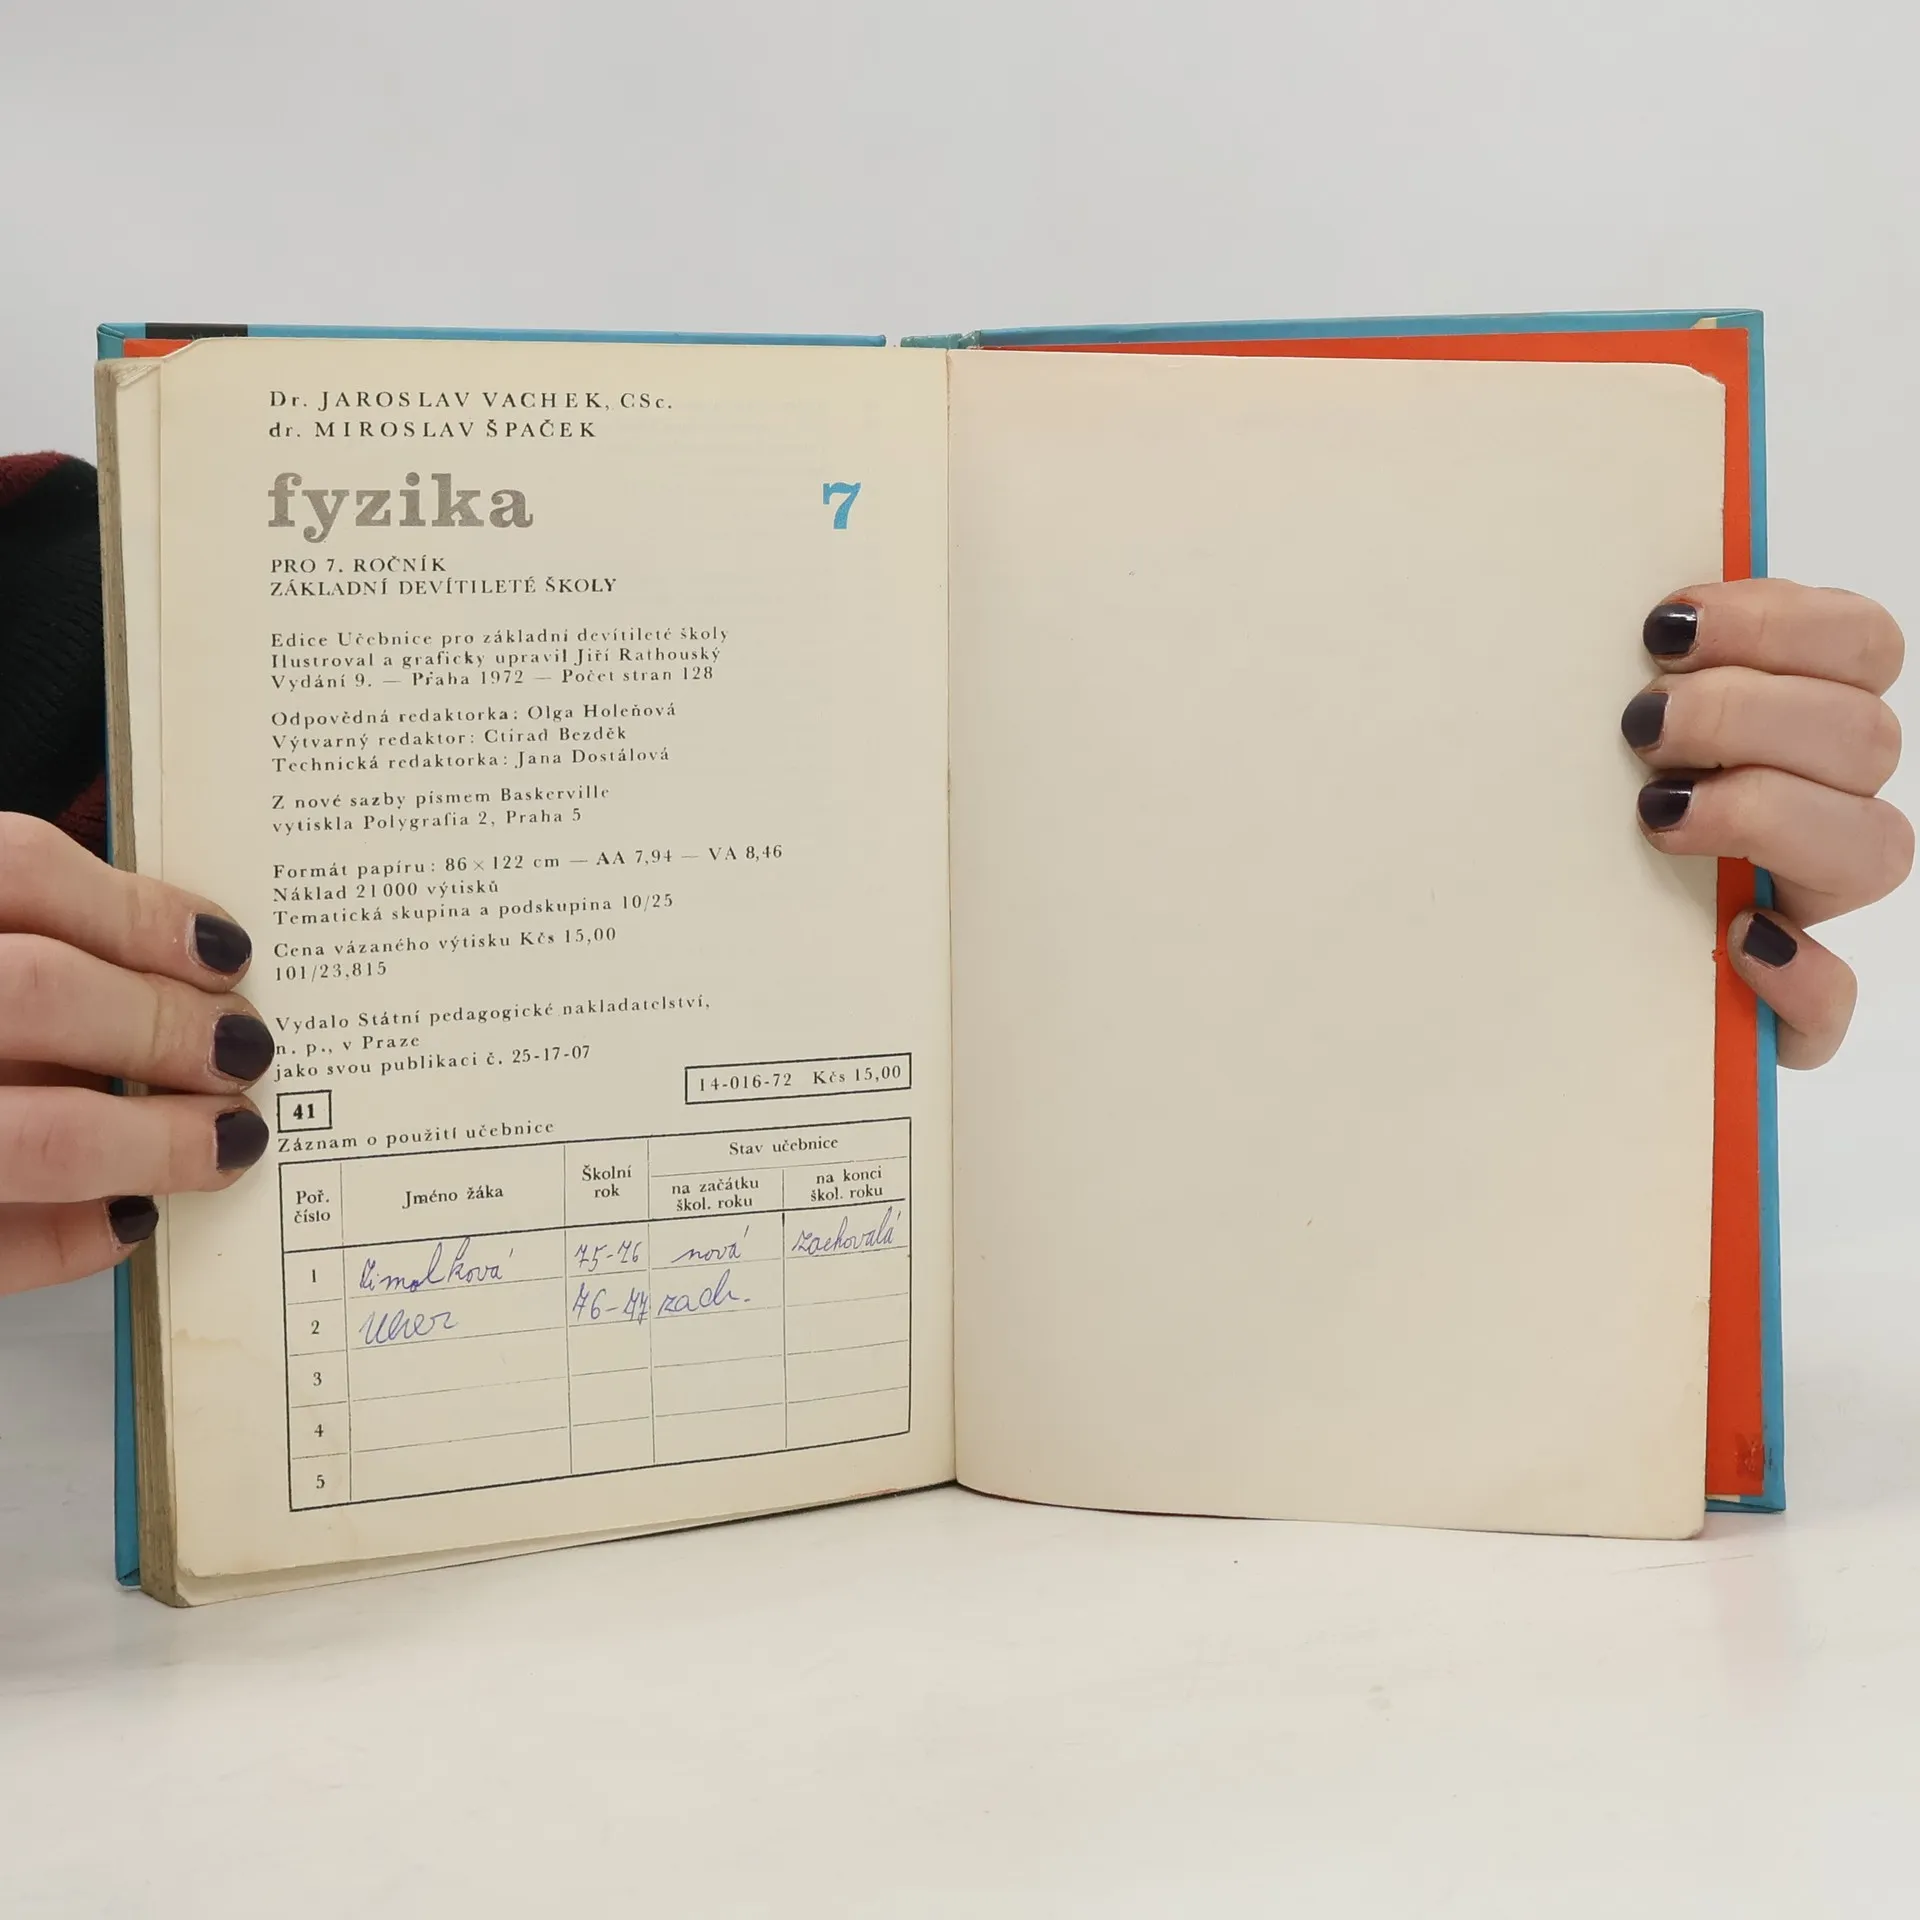 Dr. JAROSLAV VACHEK, CSc.
dr. MIROSLAV ŠPAČEK
fyzika 7
PRO 7. ROČNÍK
ZÁKLADNÍ DEVÍTILETÉ ŠKOLY
Edice Učebnice pro základní devítileté školy
Ilustroval a graficky upravil Jiří Rathouský
Vydání 9. — Praha 1972 — Počet stran 128
Odpovědná redaktorka: Olga Holeňová
Výtvarný redaktor: Ctirad Bezděk
Technická redaktorka: Jana Dostálová
Z nové sazby písmem Baskerville
vytiskla Polygrafia 2, Praha 5
Formát papíru: 86 × 122 cm — AA 7,94 — VA 8,46
Náklad 21 000 výtisků
Tematická skupina a podskupina 10/25
Cena vázaného výtisku Kčs 15,00
101/23,815
Vydalo Státní pedagogické nakladatelství,
n. p., v Praze
jako svou publikaci č. 25-17-07
14-016-72 Kčs 15,00
41
Záznam o použití učebnice
Poř. číslo Jméno žáka Školní rok Stav učebnice
na začátku škol. roku na konci škol. roku
1 75-76 nová zachovalá
2 Uher 76-77 zach.
3
4
5